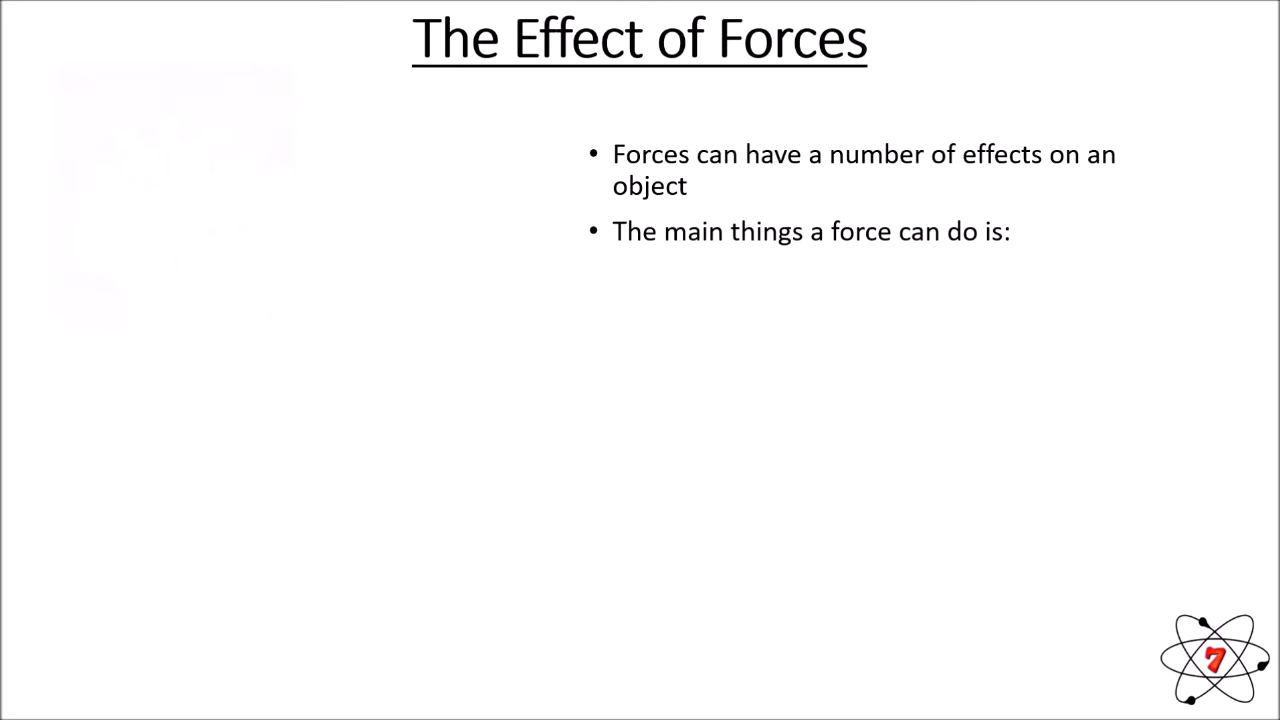 The Effect of Forces
• Forces can have a number of effects on an
object
• The main things a force can do is:
7